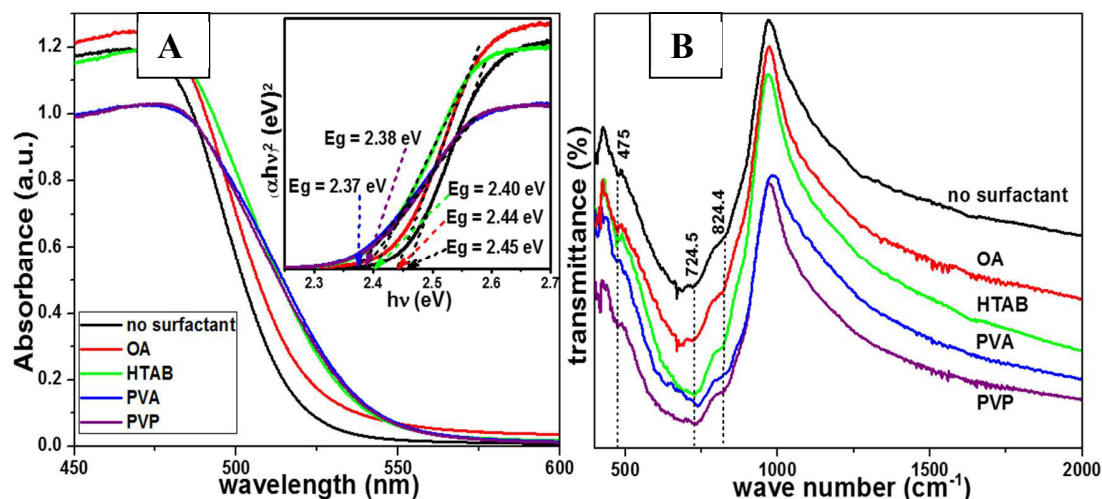 A
1.2
1.0
0.8
0.6
0.4
0.2
0.0
Absorbance (a.u.)
450
500
550
600
wavelength (nm)
no surfactant
OA
HTAB
PVA
PVP
(αhν)² (eV)²
Eg = 2.38 eV
Eg = 2.37 eV
Eg = 2.40 eV
Eg = 2.44 eV
Eg = 2.45 eV
2.3
2.4
2.5
2.6
2.7
hν (eV)
B
transmittance (%)
475
724.5
824.4
no surfactant
OA
HTAB
PVA
PVP
500
1000
1500
2000
wave number (cm⁻¹)